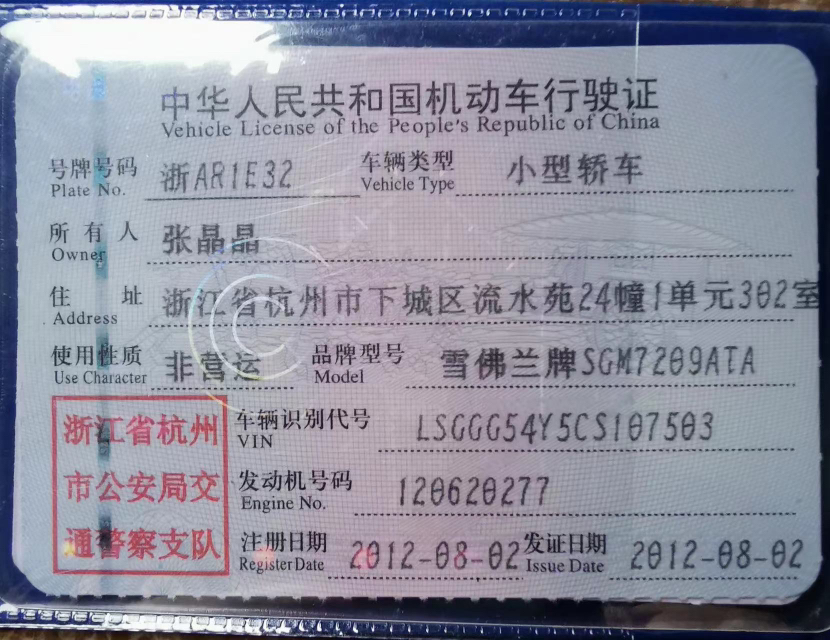 中华人民共和国机动车行驶证
Vehicle License of the People's Republic of China
号牌号码 浙AR1E32 车辆类型 小型轿车
Plate No. Vehicle Type
所有人 张晶晶
Owner
住址 浙江省杭州市下城区流水苑24幢1单元302室
Address
使用性质 非营运 品牌型号 雪佛兰牌SGM7209ATA
Use Character Model
浙江省杭州 车辆识别代号 LSGGG54Y5CS107503
VIN
市公安局交 发动机号码 120620277
Engine No.
通警察支队 注册日期 2012-08-02 发证日期 2012-08-02
Register Date Issue Date